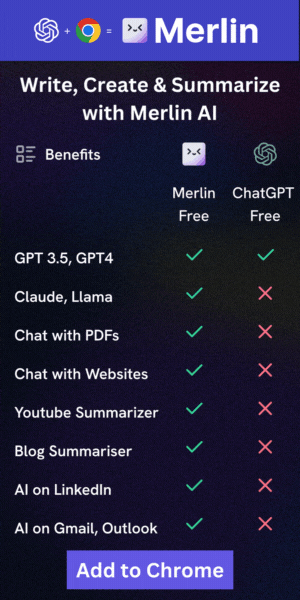 + = Merlin
Write, Create & Summarize
with Merlin AI
Benefits
Merlin ChatGPT
Free Free
GPT 3.5, GPT4
Claude, Llama
Chat with PDFs
Chat with Websites
Youtube Summarizer
Blog Summariser
AI on LinkedIn
AI on Gmail, Outlook
Add to Chrome